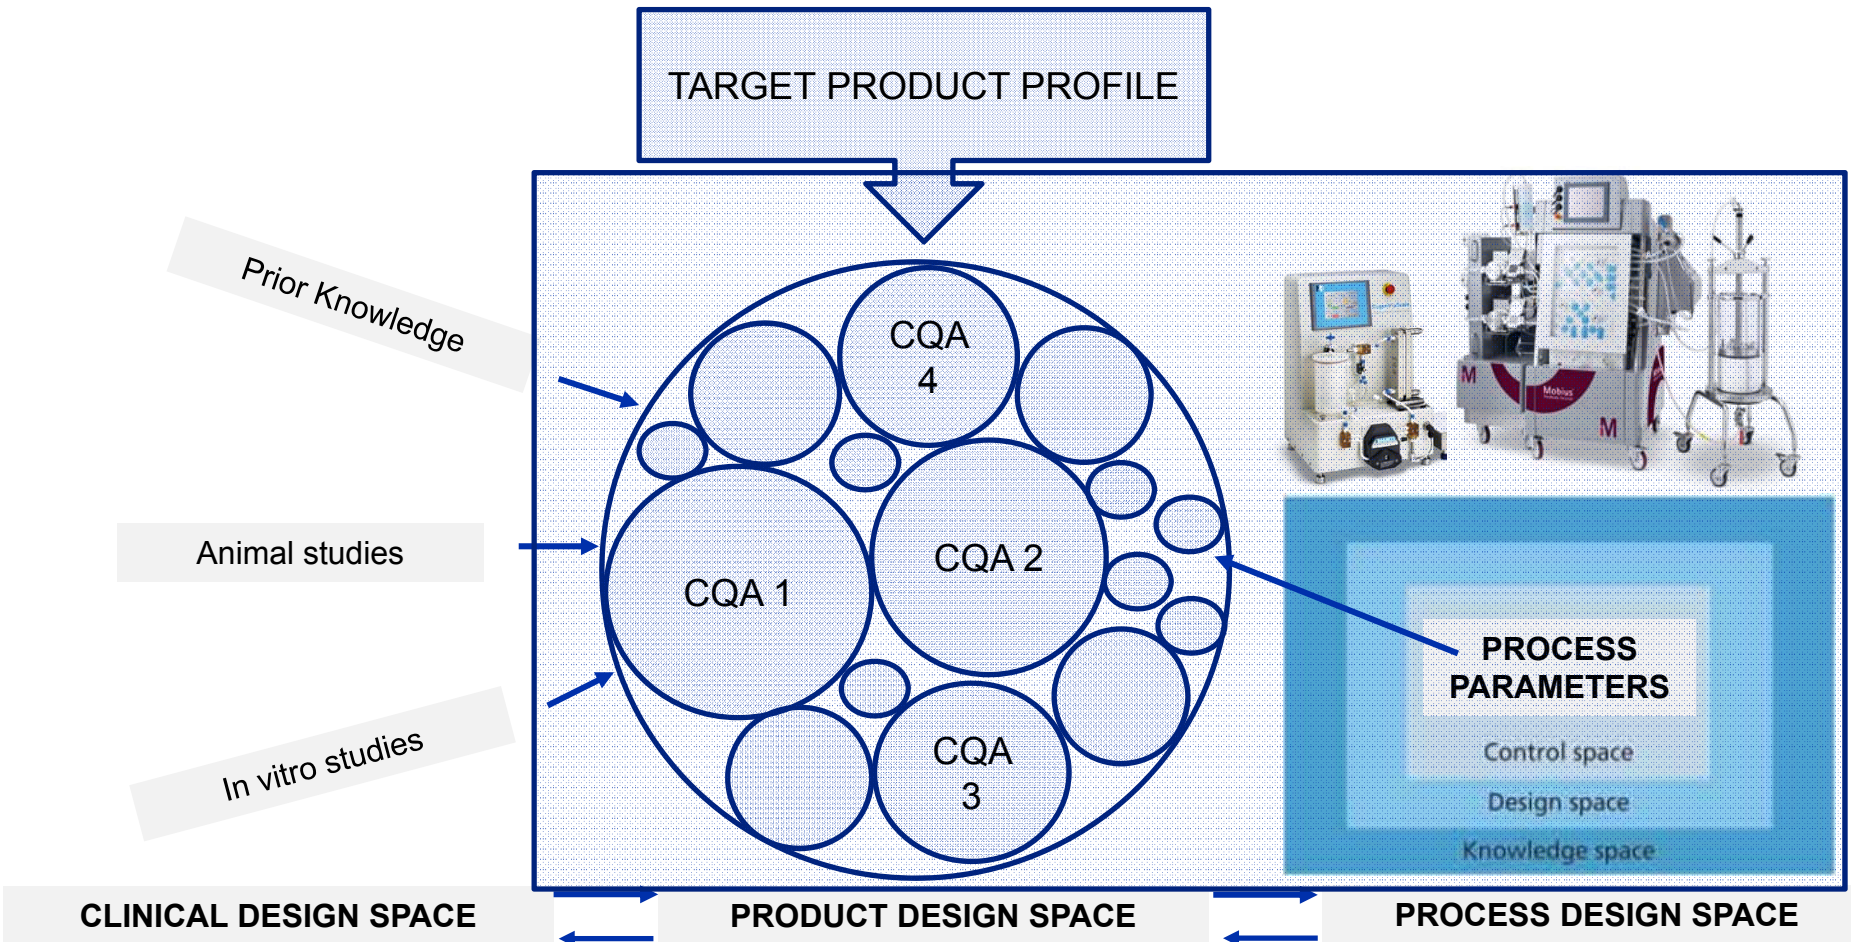 TARGET PRODUCT PROFILE
Prior Knowledge
Animal studies
In vitro studies
CQA
4
CQA 1
CQA 2
CQA
3
M
Mobius
M
PROCESS
PARAMETERS
Control space
Design space
Knowledge space
CLINICAL DESIGN SPACE
PRODUCT DESIGN SPACE
PROCESS DESIGN SPACE